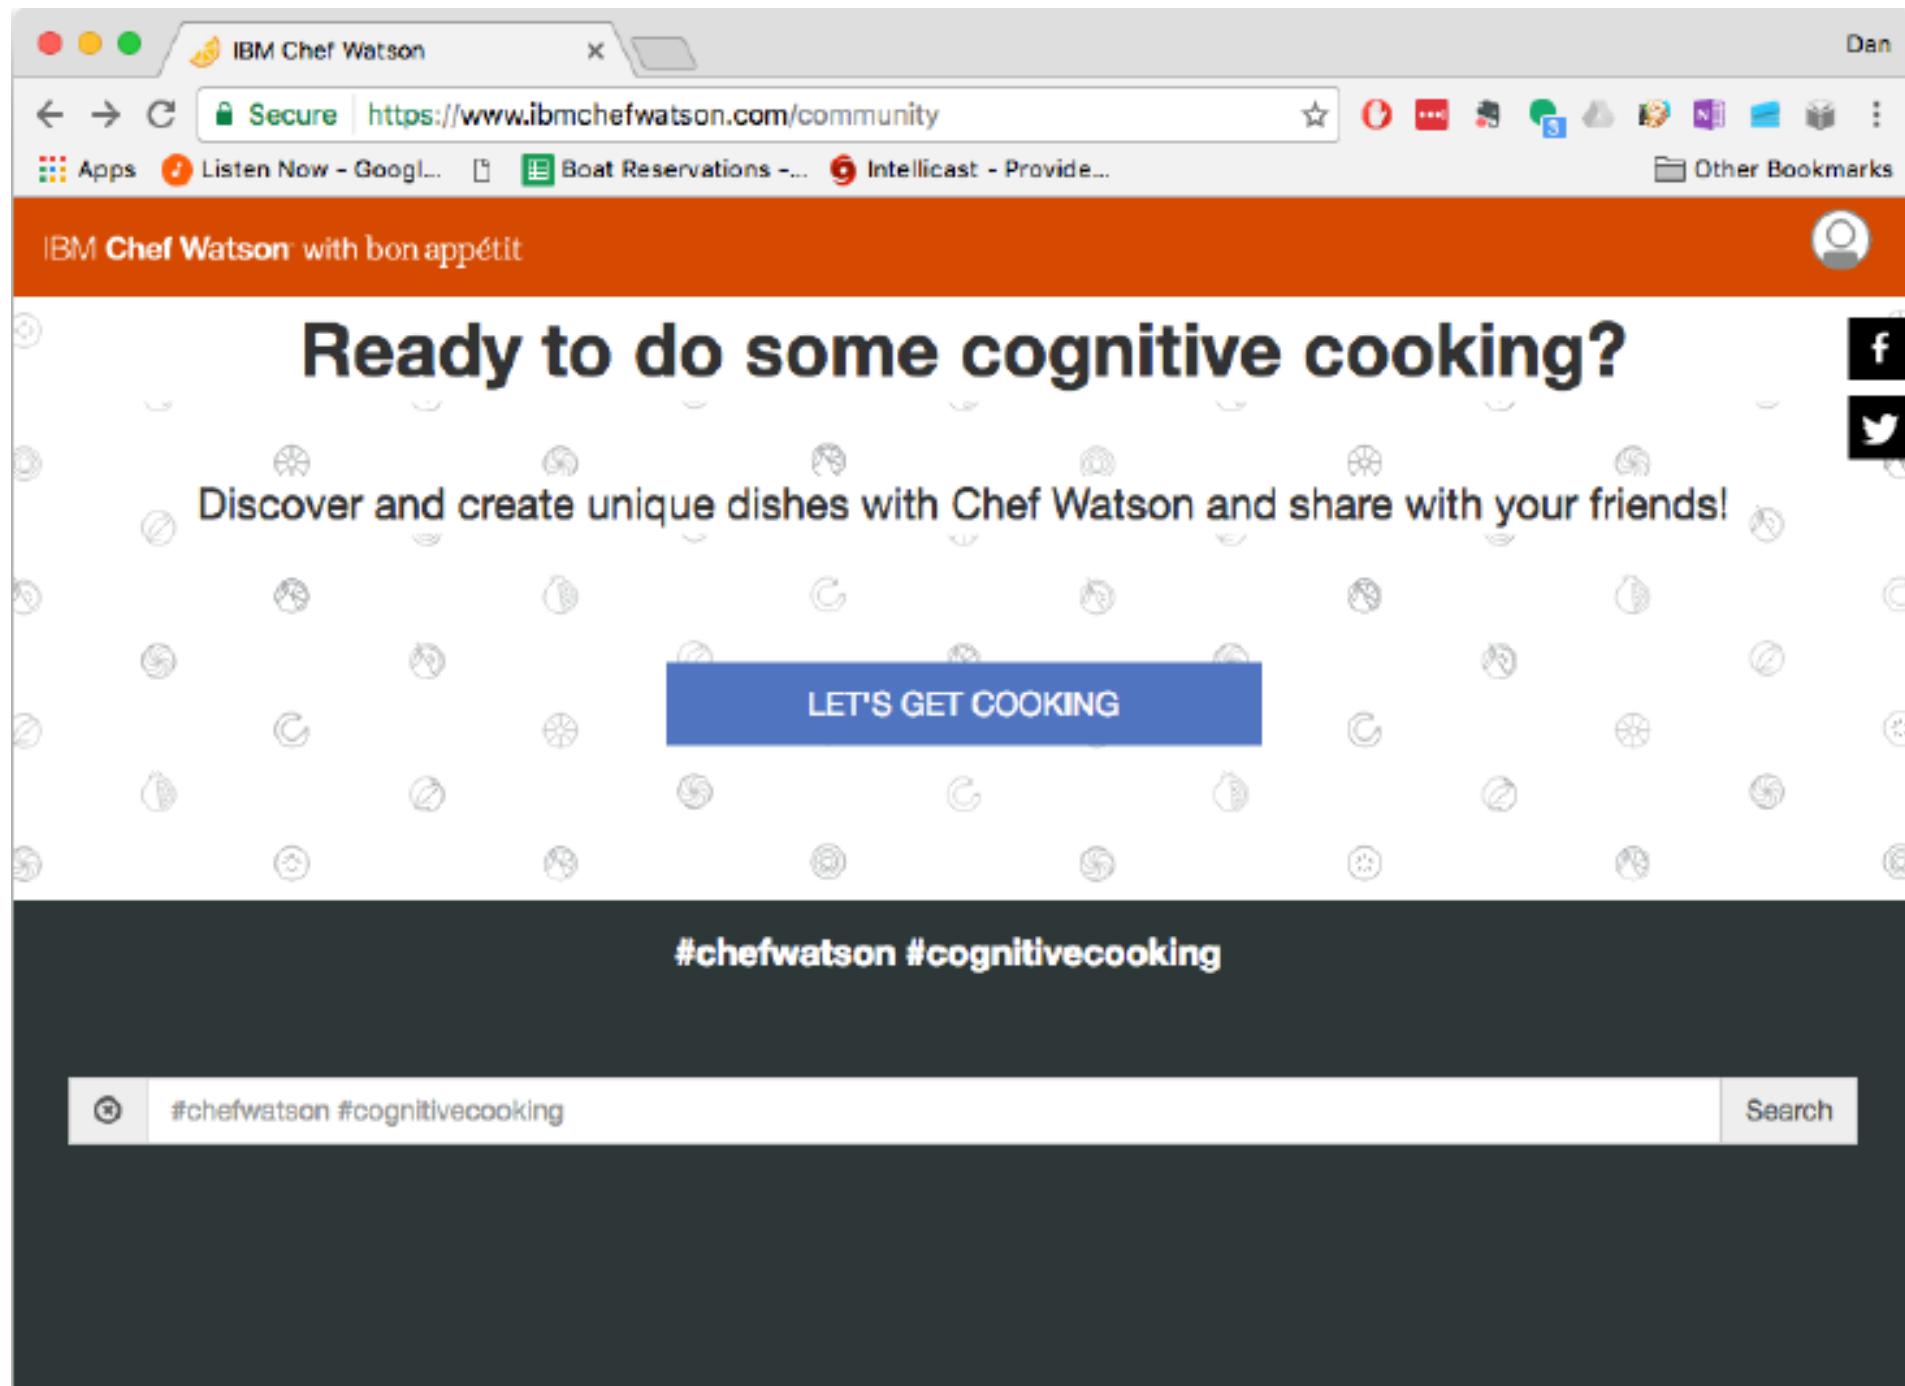 IBM Chef Watson
Dan
Secure https://www.ibmchefwatson.com/community
3
Apps Listen Now - Googl... Boat Reservations -... Intellicast - Provide... Other Bookmarks
IBM Chef Watson with bon appétit
Ready to do some cognitive cooking?
f
Discover and create unique dishes with Chef Watson and share with your friends!
LET'S GET COOKING
#chefwatson #cognitivecooking
#chefwatson #cognitivecooking Search